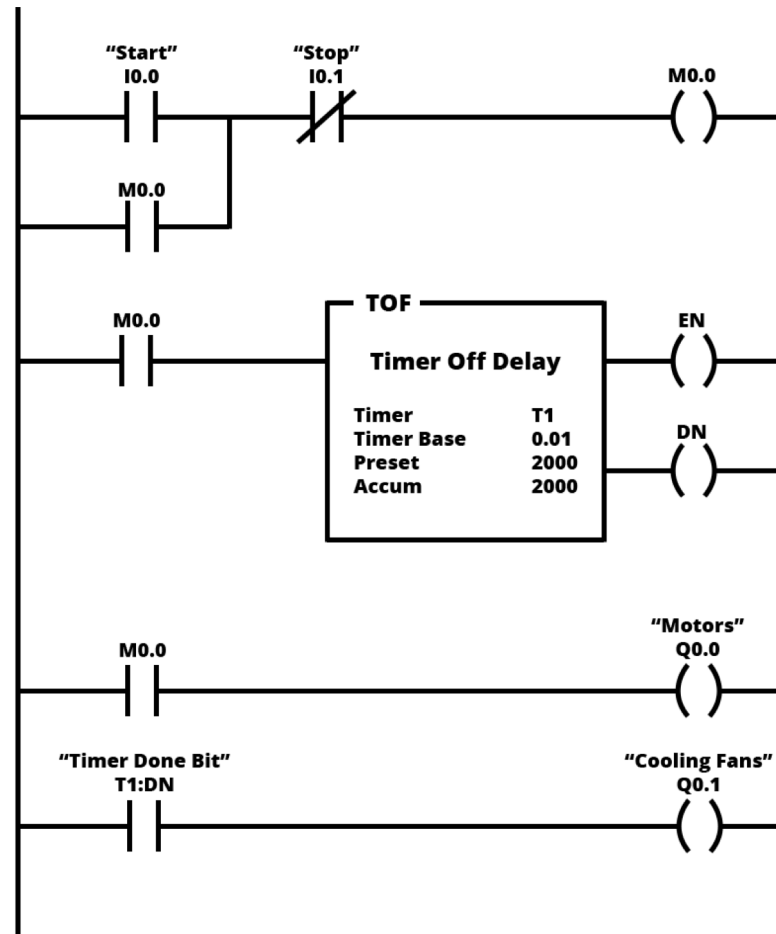 “Start”
I0.0
“Stop”
I0.1
M0.0
M0.0
M0.0
TOF
Timer Off Delay
Timer T1
Timer Base 0.01
Preset 2000
Accum 2000
EN
DN
M0.0
“Motors”
Q0.0
“Timer Done Bit”
T1:DN
“Cooling Fans”
Q0.1